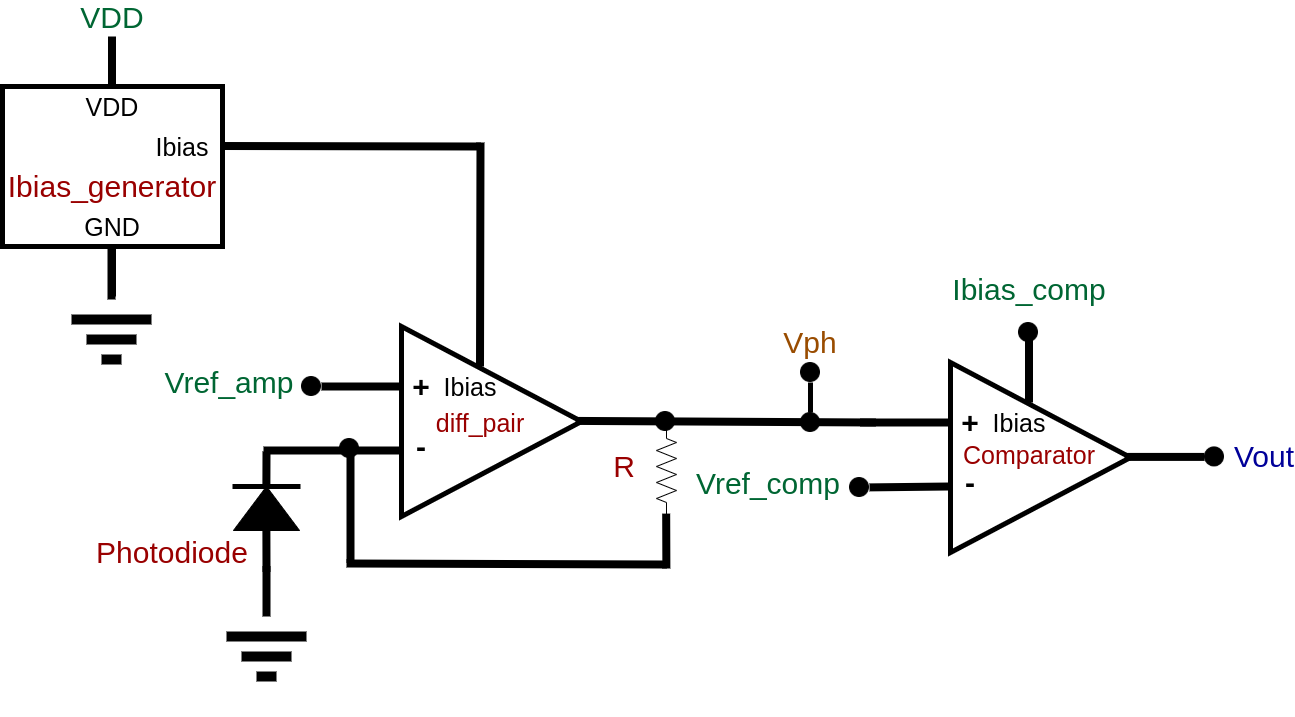 VDD
VDD
Ibias
Ibias_generator
GND
Ibias_comp
Vph
Vref_amp
+ Ibias
diff_pair
-
+ Ibias
Comparator
-
Vout
R
Vref_comp
Photodiode